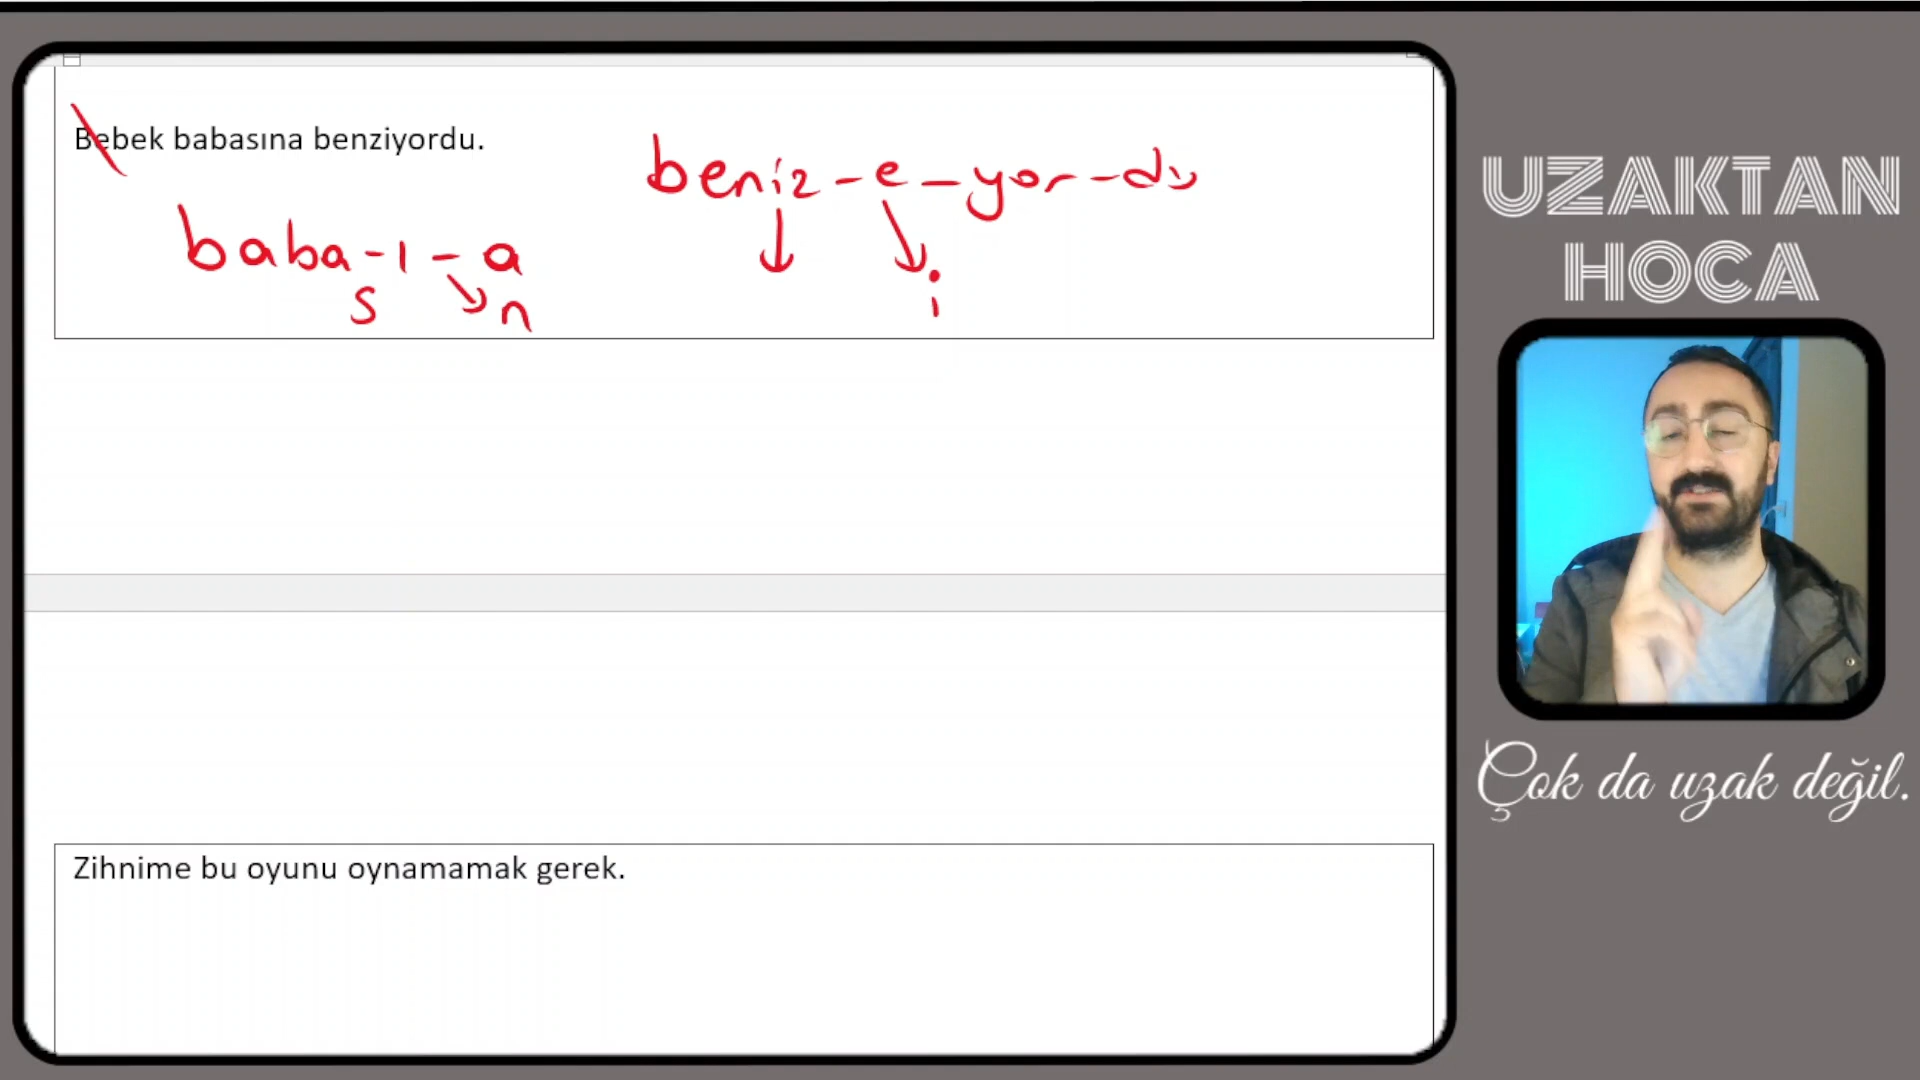 Bebek babasına benziyordu.
beniz - e - yor - du
i
baba - ı - a
s n
Zihnime bu oyunu oynamamak gerek.
UZAKTAN
HOCA
Çok da uzak değil.